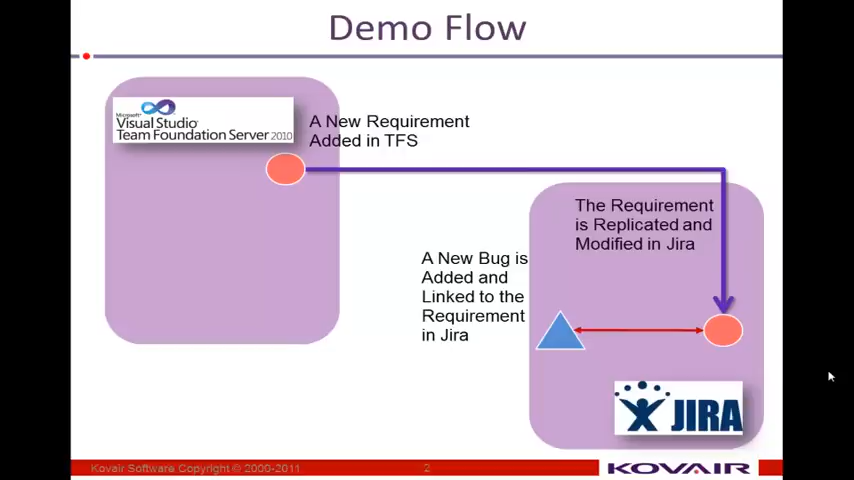 Demo Flow
Microsoft®
Visual Studio
Team Foundation Server 2010
A New Requirement
Added in TFS
The Requirement
is Replicated and
Modified in Jira
A New Bug is
Added and
Linked to the
Requirement
in Jira
JIRA
Kovair Software Copyright © 2000-2011
2
KOVAIR